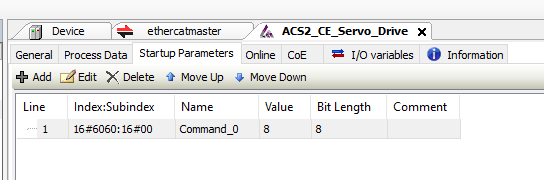 Device ethercatmaster ACS2_CE_Servo_Drive
General Process Data Startup Parameters Online CoE I/O variables Information
Add Edit Delete Move Up Move Down
Line Index:Subindex Name Value Bit Length Comment
1 16#6060:16#00 Command_0 8 8